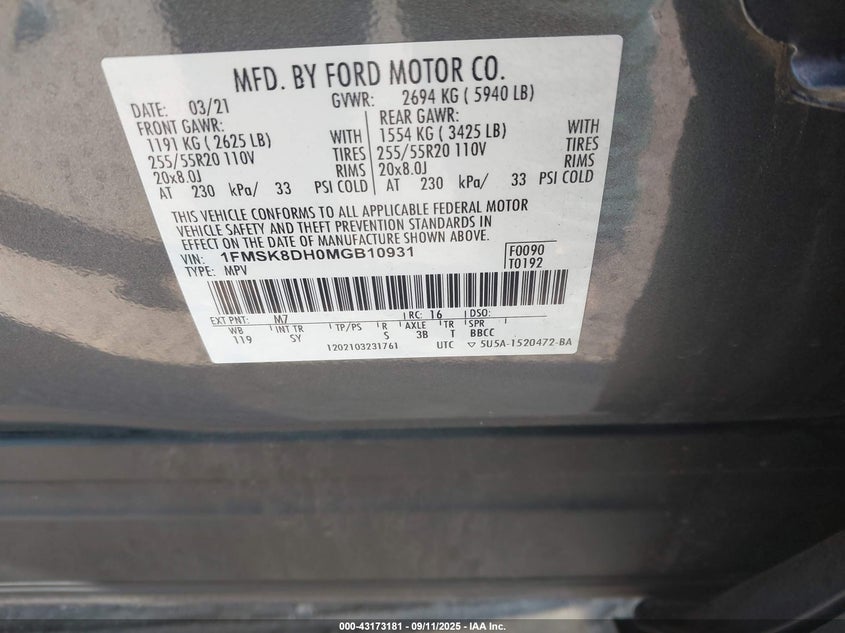 MFD. BY FORD MOTOR CO.
DATE: 03/21 GVWR: 2694 KG ( 5940 LB)
FRONT GAWR: REAR GAWR:
1191 KG ( 2625 LB) WITH 1554 KG ( 3425 LB) WITH
255/55R20 110V TIRES 255/55R20 110V TIRES
20x8.0J RIMS 20x8.0J RIMS
AT 230 kPa/ 33 PSI COLD AT 230 kPa/ 33 PSI COLD
THIS VEHICLE CONFORMS TO ALL APPLICABLE FEDERAL MOTOR
VEHICLE SAFETY AND THEFT PREVENTION STANDARDS IN
EFFECT ON THE DATE OF MANUFACTURE SHOWN ABOVE.
VIN: 1FMSK8DH0MGB10931 F0090
TYPE: MPV T0192
EXT PNT: M7 RC: 16 DSO:
WB INT TR TP/PS R AXLE TR SPR
119 SY S 3B T BBCC
1202103231761 UTC ▽ 5U5A-1520472-BA
000-43173181 - 09/11/2025 - IAA Inc.